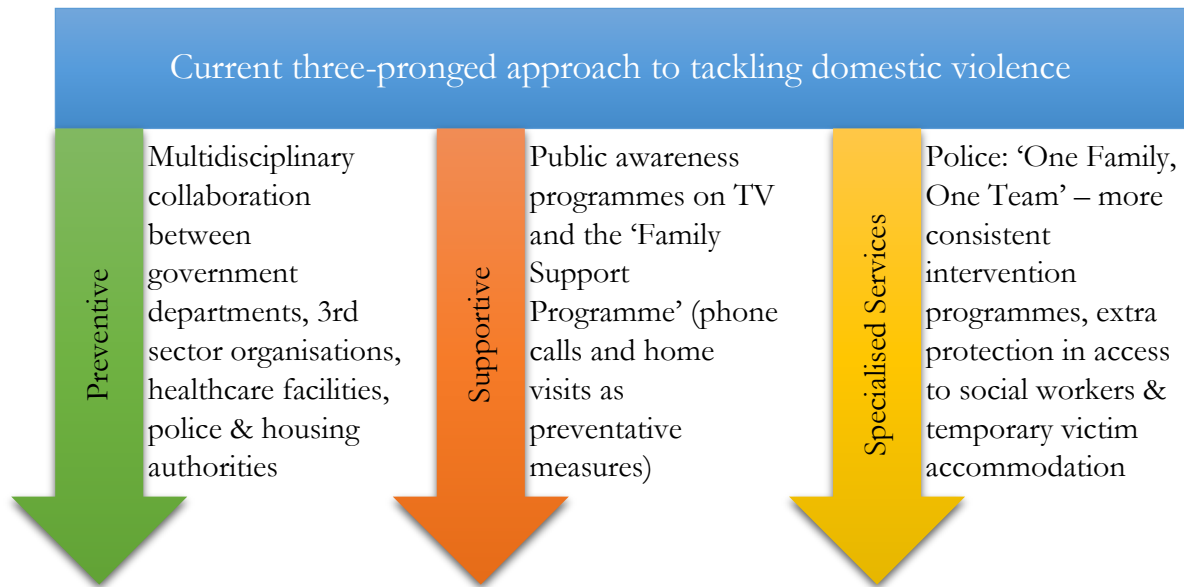 Current three-pronged approach to tackling domestic violence
Preventive
Multidisciplinary
collaboration
between
government
departments, 3rd
sector organisations,
healthcare facilities,
police & housing
authorities
Supportive
Public awareness
programmes on TV
and the ‘Family
Support
Programme’ (phone
calls and home
visits as
preventative
measures)
Specialised Services
Police: ‘One Family,
One Team’ – more
consistent
intervention
programmes, extra
protection in access
to social workers &
temporary victim
accommodation